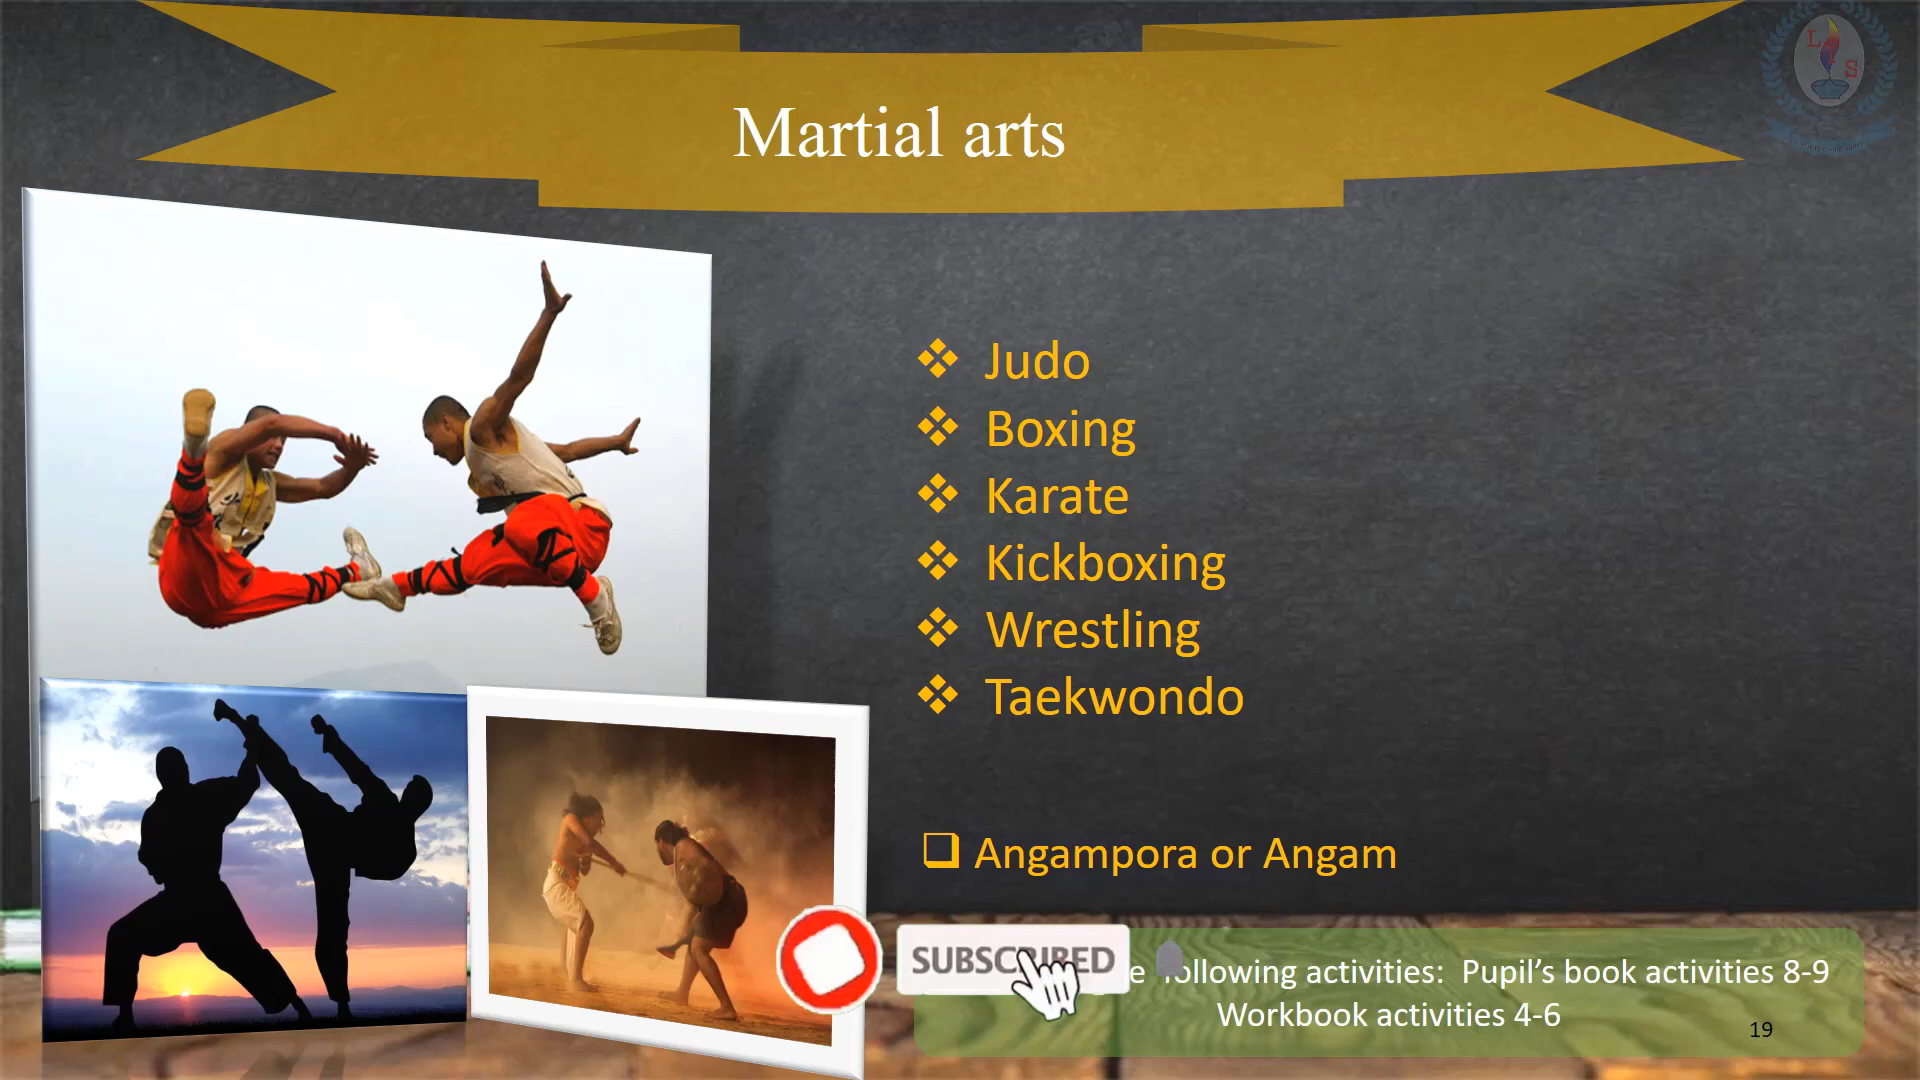 L
S
Martial arts
Judo
Boxing
Karate
Kickboxing
Wrestling
Taekwondo
Angampora or Angam
SUBSCRIBED
following activities: Pupil’s book activities 8-9
Workbook activities 4-6
19